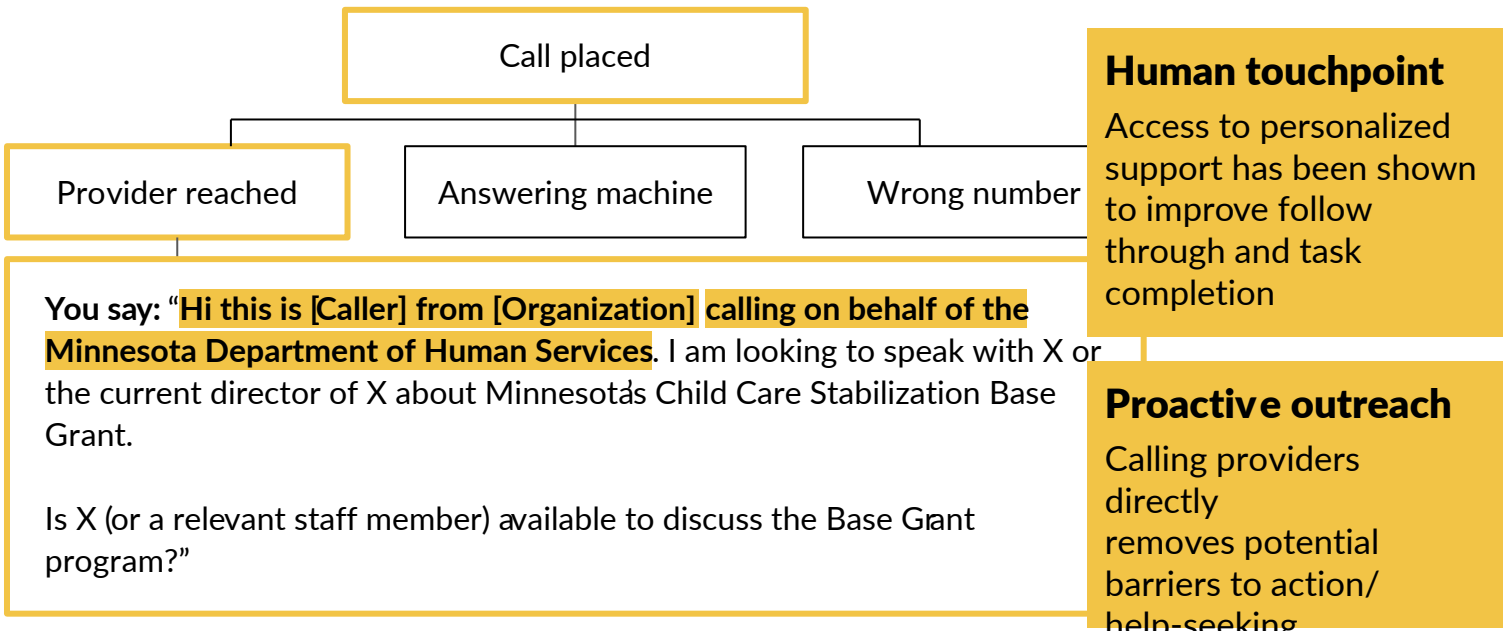 Call placed
Provider reached
Answering machine
Wrong number
You say: “Hi this is [Caller] from [Organization] calling on behalf of the
Minnesota Department of Human Services. I am looking to speak with X or
the current director of X about Minnesota’s Child Care Stabilization Base
Grant.
Is X (or a relevant staff member) available to discuss the Base Grant
program?”
Human touchpoint
Access to personalized
support has been shown
to improve follow
through and task
completion
Proactive outreach
Calling providers
directly
removes potential
barriers to action/
help-seeking